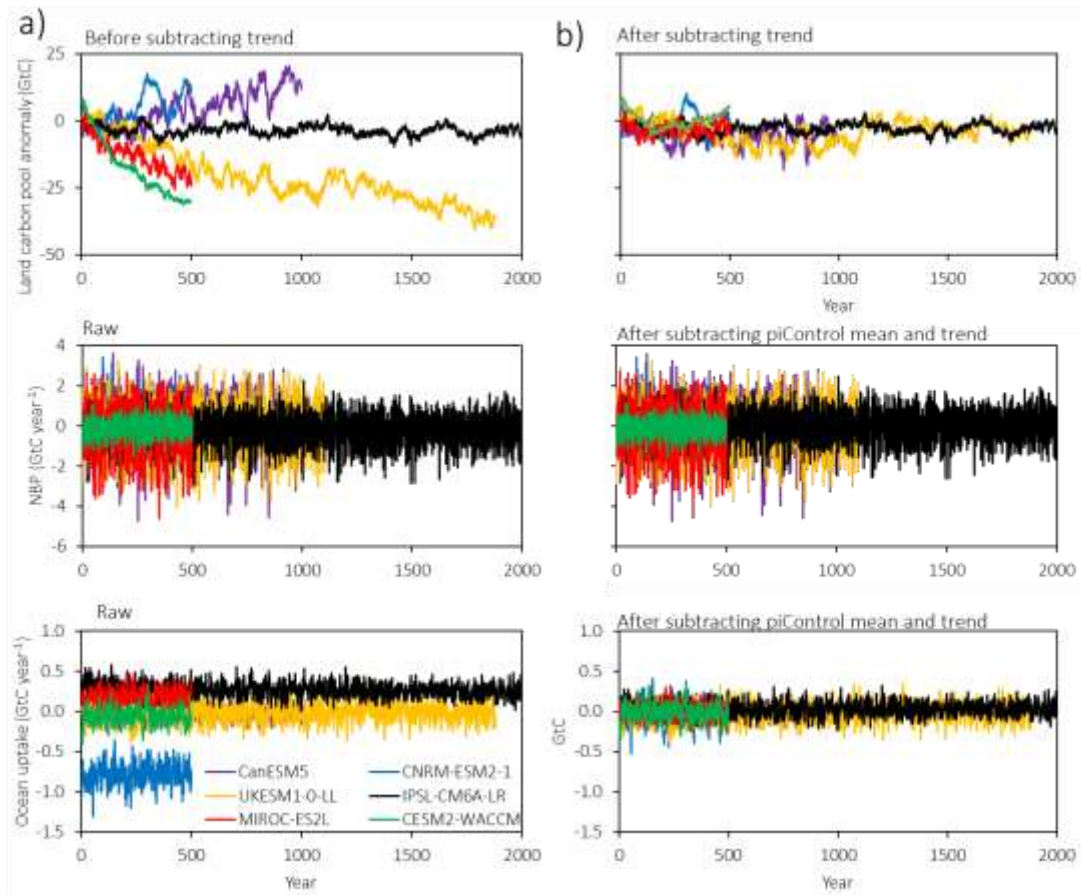 a)
Before subtracting trend
Land carbon pool anomaly (GtC)
25
0
-25
-50
0 500 1000 1500 2000
b)
After subtracting trend
0 500 1000 1500 2000
Year
Raw
NBP (GtC year-1)
4
2
0
-2
-4
-6
0 500 1000 1500 2000
After subtracting piControl mean and trend
0 500 1000 1500 2000
Raw
Ocean uptake (GtC year-1)
1.0
0.5
0.0
-0.5
-1.0
-1.5
CanESM5 CNRM-ESM2-1
UKESM1-0-LL IPSL-CM6A-LR
MIROC-ES2L CESM2-WACCM
0 500 1000 1500 2000
Year
After subtracting piControl mean and trend
GtC
1.0
0.5
0.0
-0.5
-1.0
-1.5
0 500 1000 1500 2000
Year